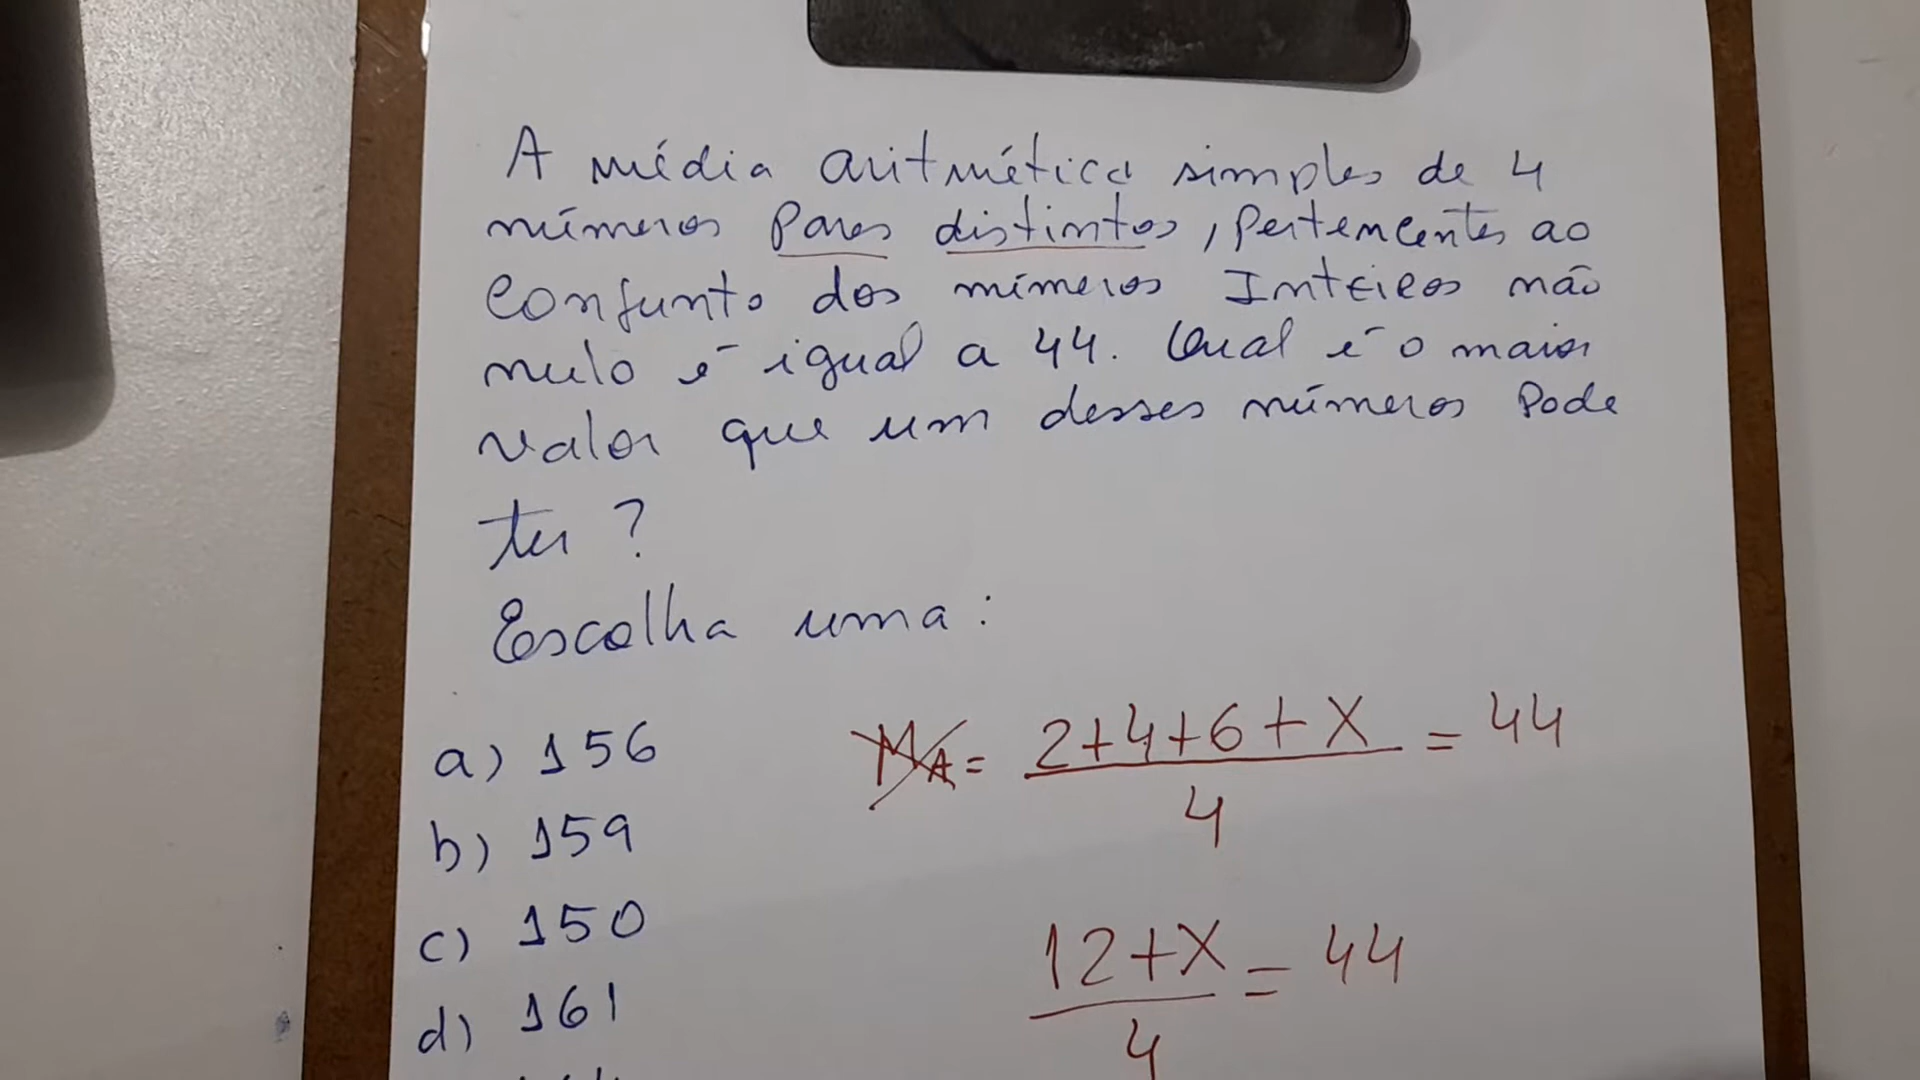 A média aritmética simples de 4
números Pares distintos, Pertencentes ao
conjunto dos números Inteiros não
nulo é igual a 44. Qual é o maior
valor que um desses números Pode
ter?
Escolha uma:
a) 156
b) 159
c) 150
d) 161
MA = 2+4+6+X = 44
4
12+X = 44
4